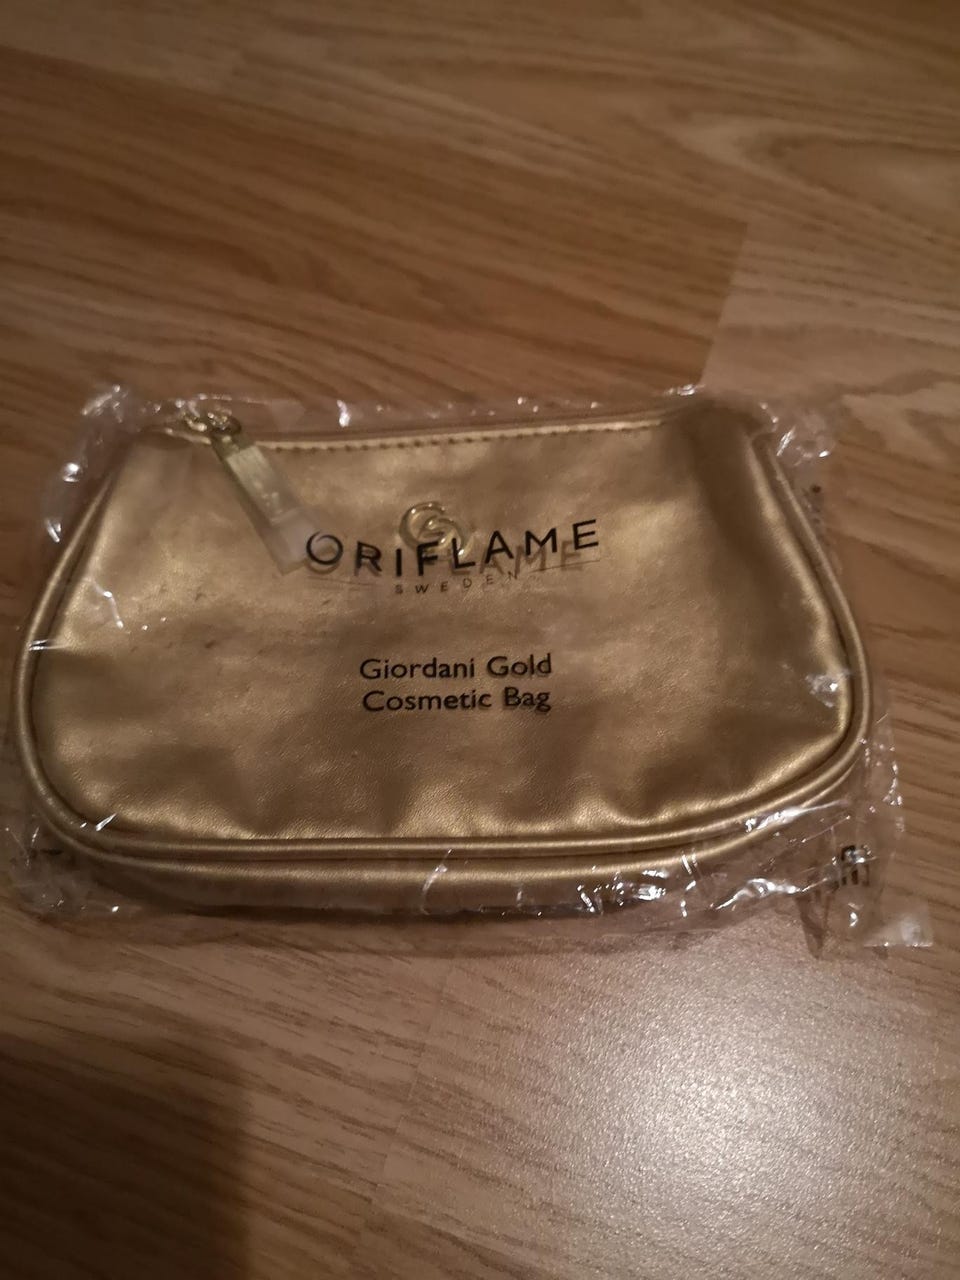 ORIFLAME
SWEDEN
Giordani Gold
Cosmetic Bag